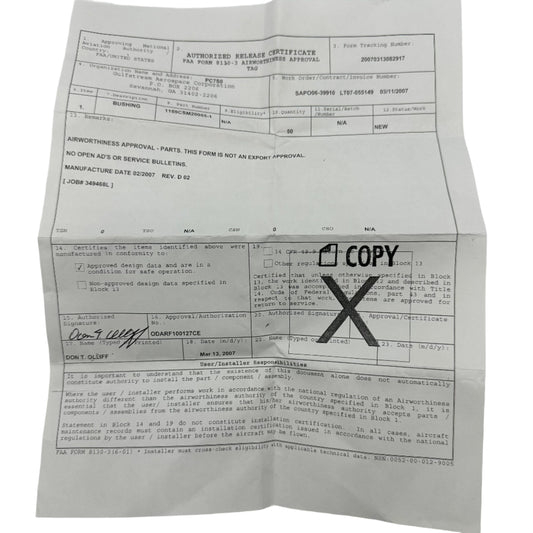 1. Approving National
Aviation Authority
Country:
FAA/UNITED STATES
2.
AUTHORIZED RELEASE CERTIFICATE
FAA FORM 8130-3 AIRWORTHINESS APPROVAL
TAG
3. Form Tracking Number
20070313082917
4. Organization Name and Address: PC750
Gulfstream Aerospace Corporation
P.O. BOX 2206
Savannah, GA 31402-2206
5. Work Order/Contract/Invoice Number:
SAPO06-39910 LT07-055149 03/11/2007
6. Item
7. Description
8. Part Number
9. Eligibility*
10. Quantity
11. Serial/Batch
/Number
12. Status/Work
1.
BUSHING
N/A
50
N/A
NEW
13. Remarks:
AIRWORTHINESS APPROVAL - PARTS. THIS FORM IS NOT AN EXPORT APPROVAL.
NO OPEN AD'S OR SERVICE BULLETINS.
MANUFACTURE DATE 02/2007 REV. D 02
[ JOB# 349468L ]
TSN 0 TSO N/A CSN 0 CSO N/A
14. Certifies the items identified above were
manufactured in conformity to:
✓ Approved design data and are in a
condition for safe operation.
Non-approved design data specified in
Block 13
19.
14 CFR
Other in Block 13
Certified that unless otherwise specified in
Block 13, the work identified in Block 12 and described in
Block 13 was accomplished in accordance with Title
14, Code of Federal part 43 and in
respect to that work, items are approved for
return to service.
COPY
X
15. Authorized
Signature:
16. Approval/Authorization
No.
ODARF100127CE
20. Authorized Signature:
Approval/Certificate
17. Name (Typed or Printed)
DON T. OLLIFF
18. Date (m/d/y):
Mar 13, 2007
22. Name (Typed or Printed)
23. Date (m/d/y):
User/Installer Responsibilities
It is important to understand that the existence of this document alone does not automatically
constitute authority to install the part / component / assembly.
Where the user / installer performs work in accordance with the national regulation of an Airworthiness
authority different than the airworthiness authority of the country specified in Block 1, it is
essential that the user / installer ensures that his/her airworthiness authority accepts parts /
components / assemblies from the airworthiness authority of the country specified in Block 1.
Statement in Block 14 and 19 do not constitute installation certification. In all cases, aircraft
maintenance records must contain an installation certification issued in accordance with the national
regulations by the user / installer before the aircraft may be flown.
FAA FORM 8130-3(6-01) * Installer must cross-check eligibility with applicable technical data. NSN:0052-00-012-9005